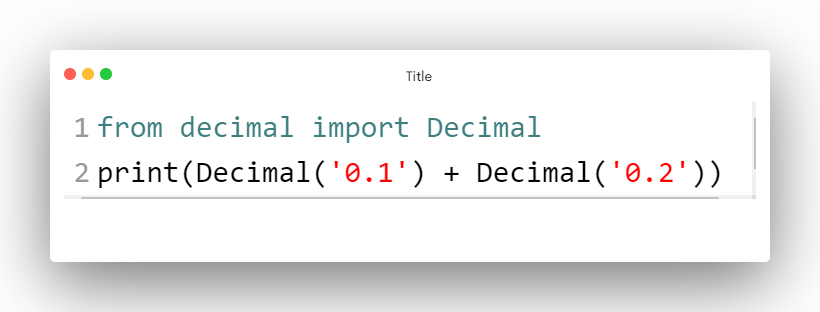 Title
1 from decimal import Decimal
2 print(Decimal('0.1') + Decimal('0.2'))